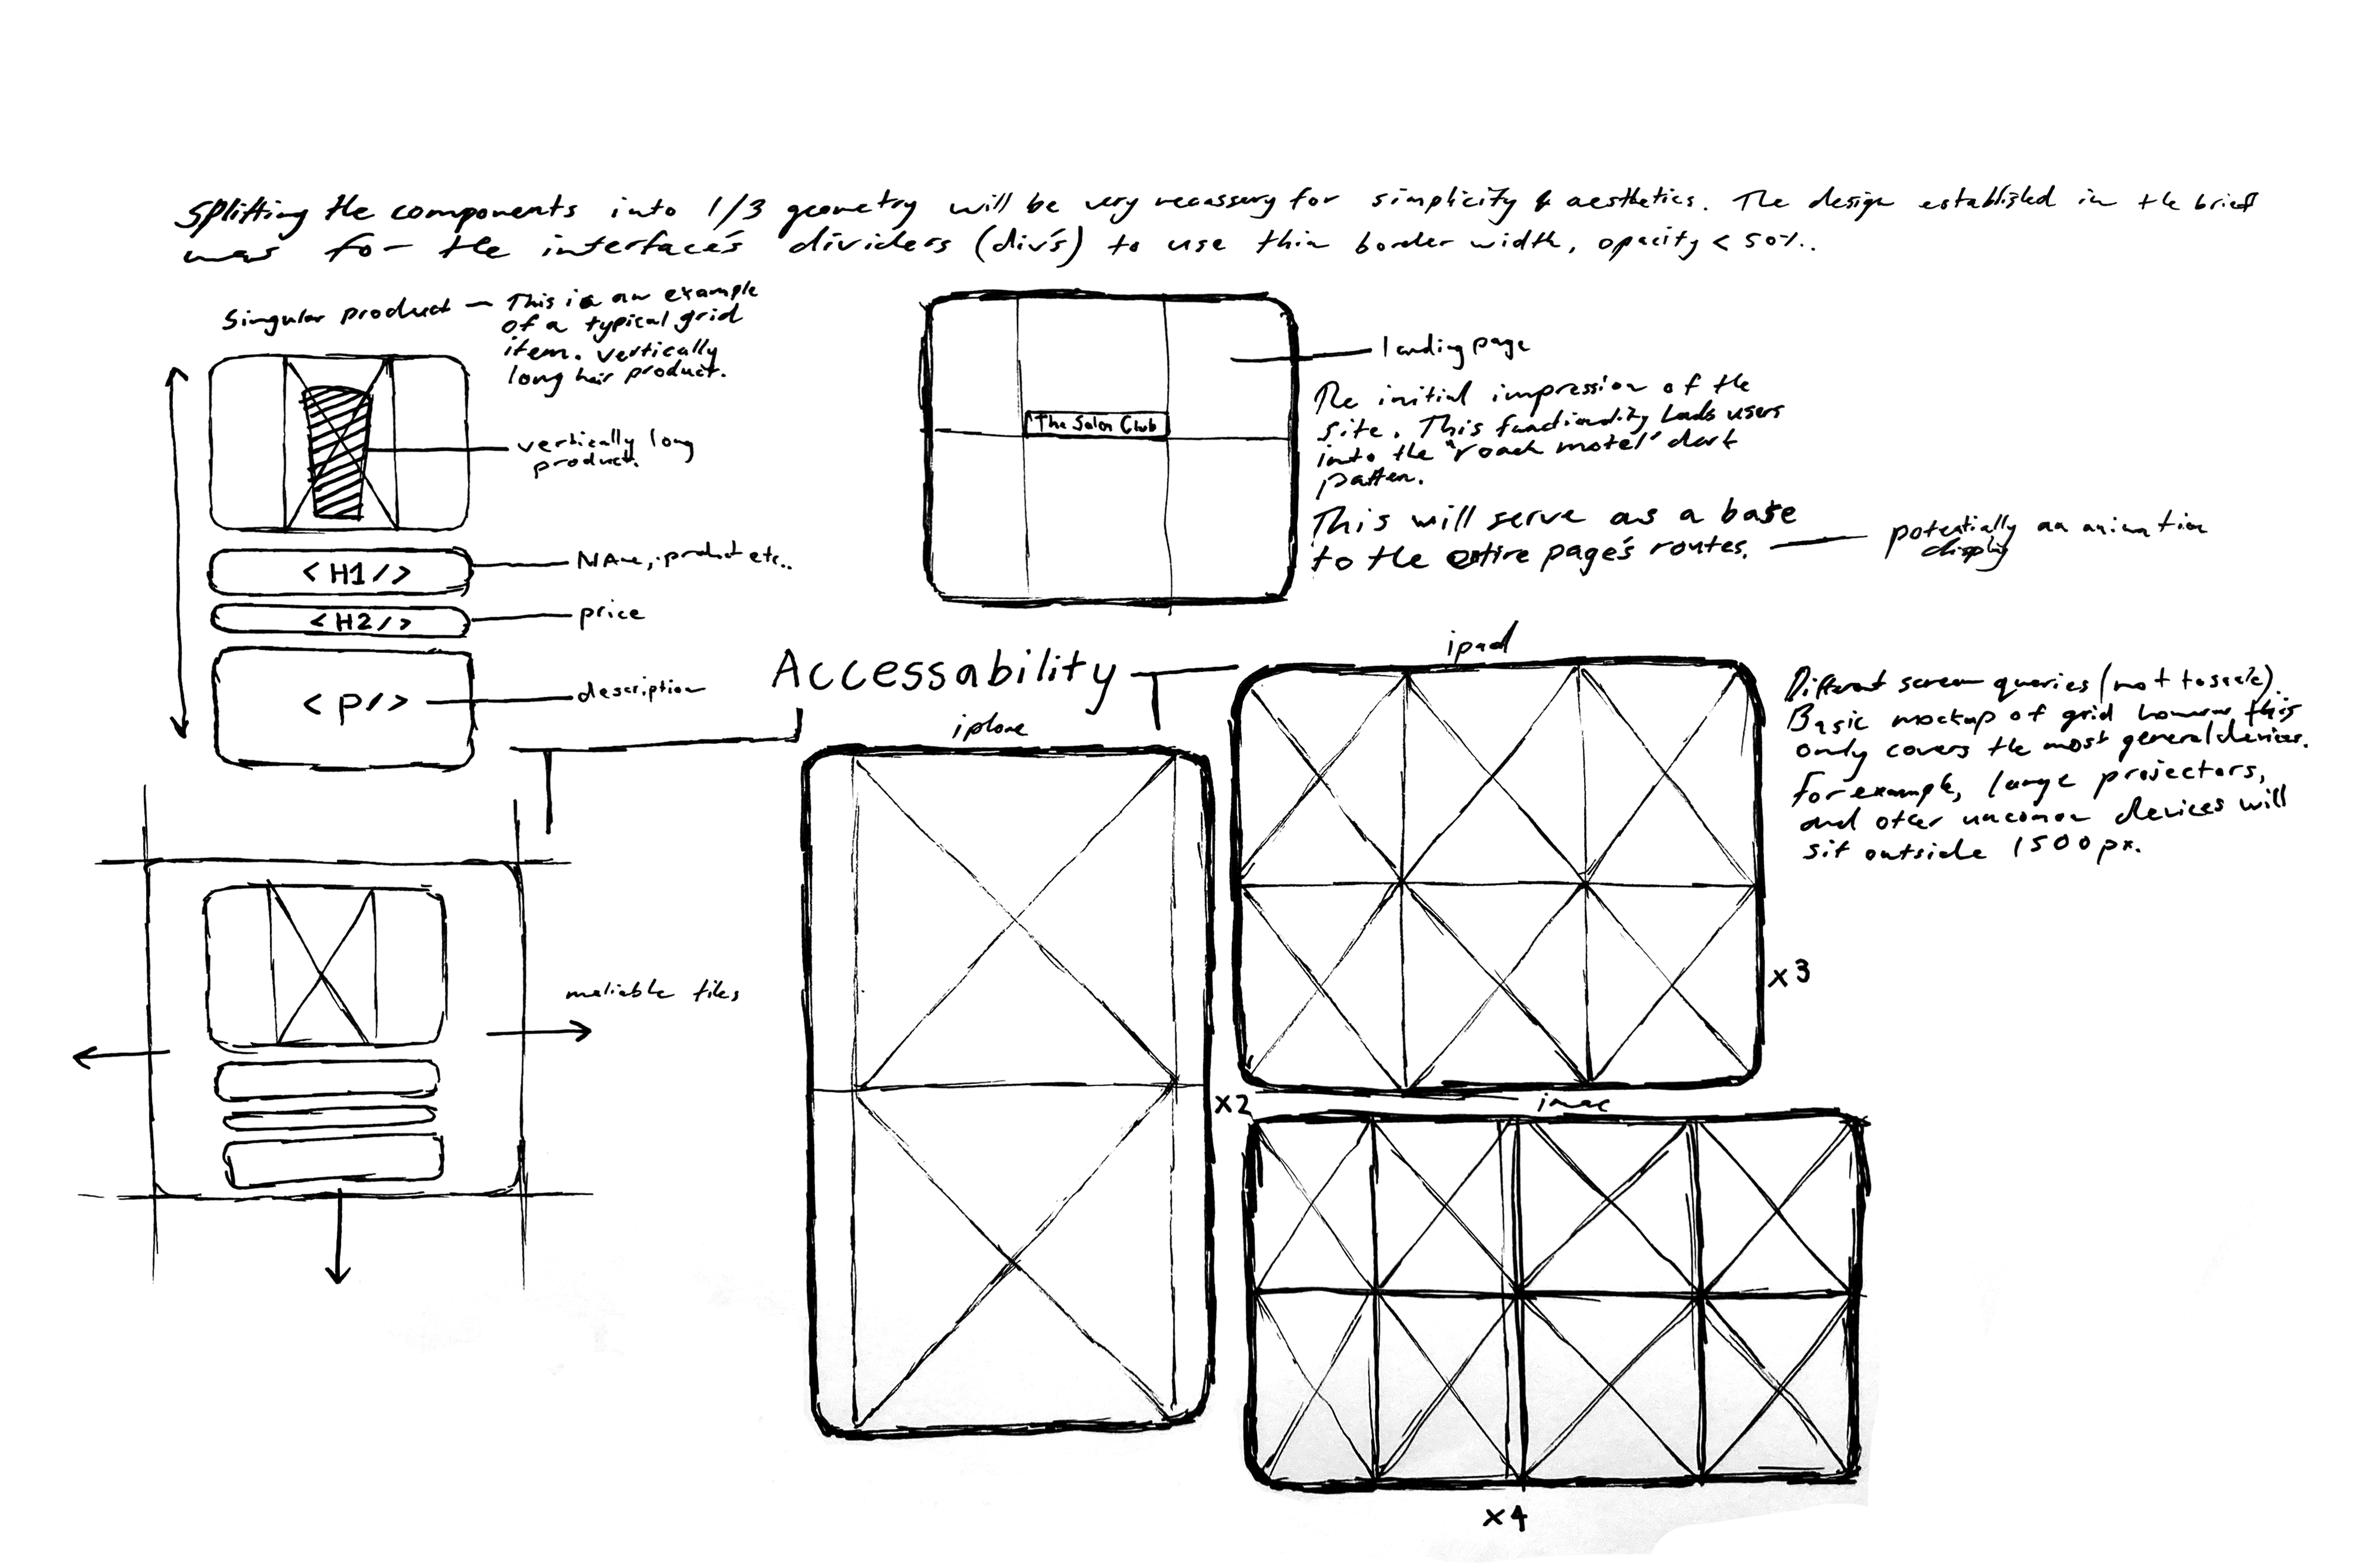 Splitting the components into 1/3 geometry will be very necassary for simplicity & aesthetics. The design established in the brief
was for the interface's dividers (div's) to use thin border width, opacity < 50%..
Singular product — This is an example
of a typical grid
item. vertically
long hair product.
vertically long
product.
<H1/>
NAme, product etc..
<H2/>
price
<p/>
description
The Salon Club
landing page
The initial impression of the
site. This functionality leads users
into the "roach motel" dark
patten.
This will serve as a base
to the entire page's routes. — potentially an animation
display
Accessability
iphone
ipad
Different screen queries (not to scale).
Basic mockup of grid however this
only covers the most general devices.
For example, large projectors,
and other uncommon devices will
sit outside 1500px.
maliable tiles
x3
x2
imac
x4